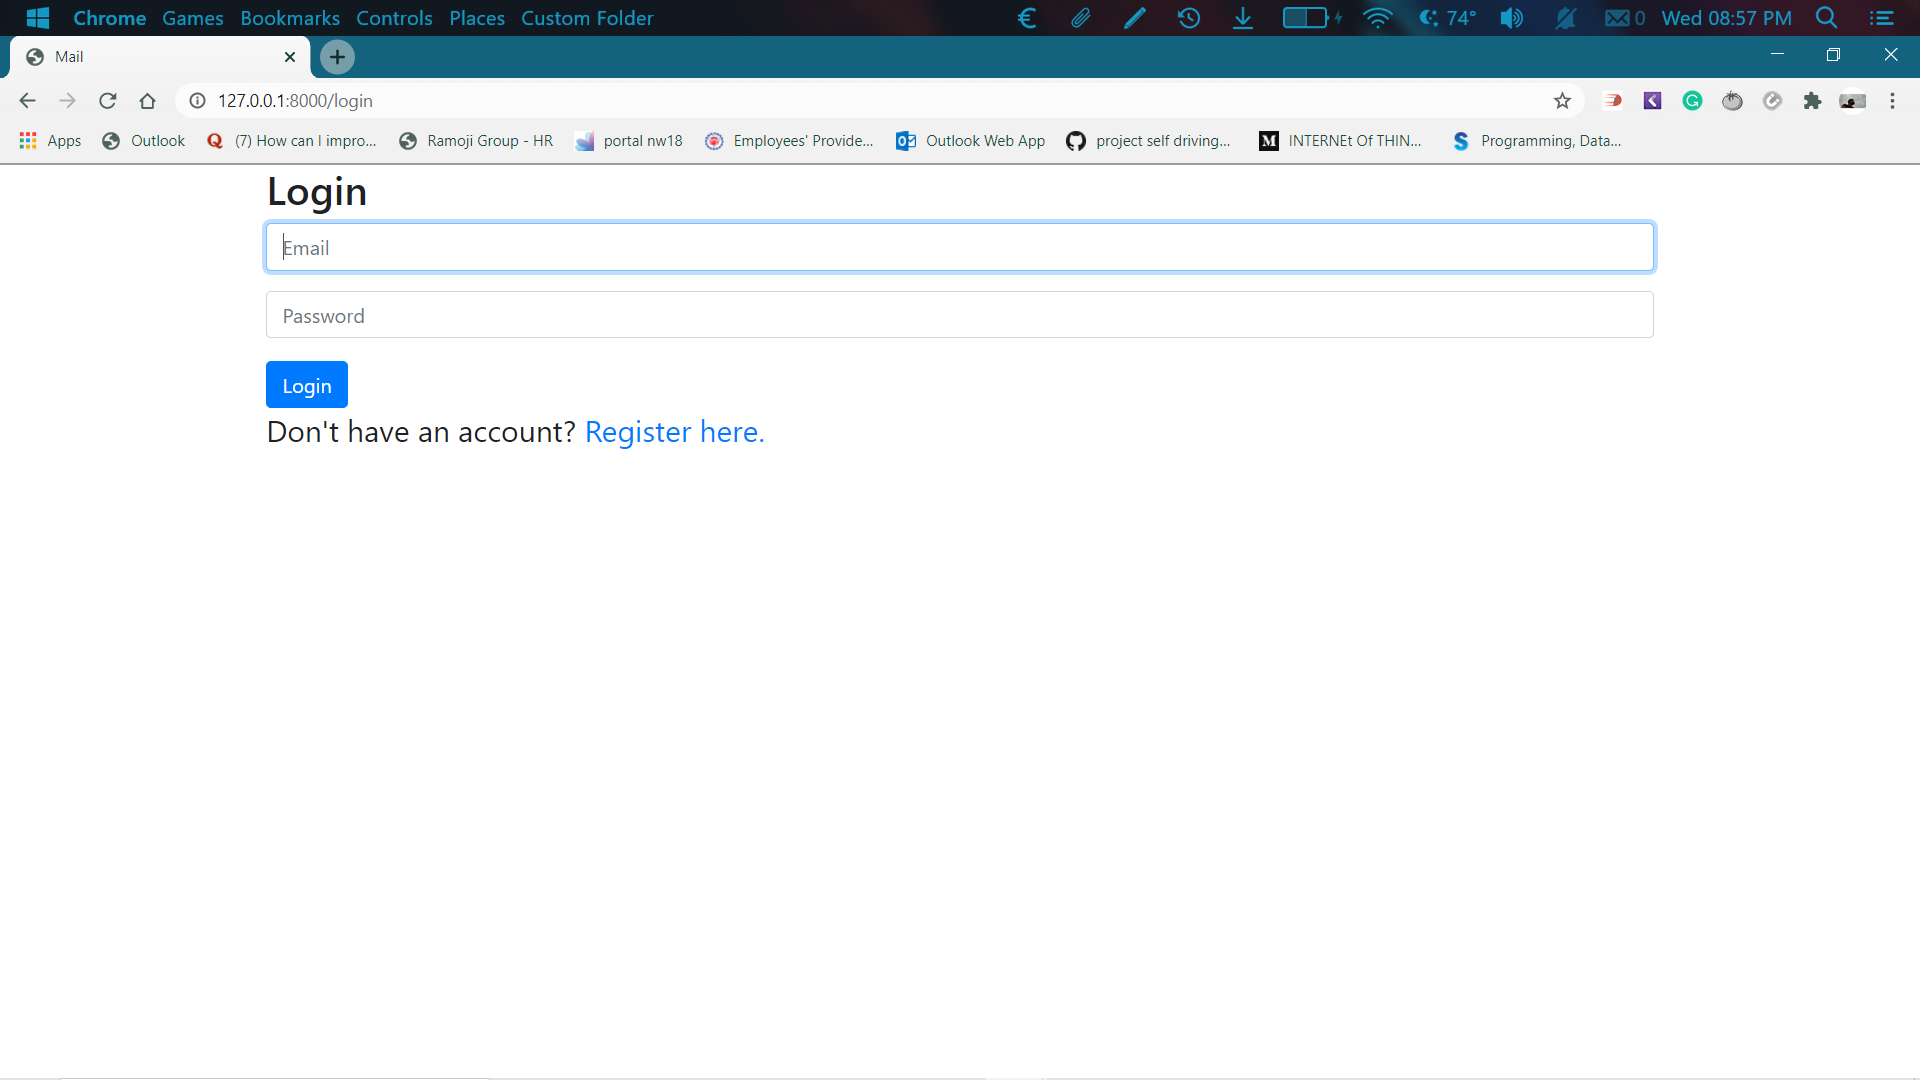 Chrome Games Bookmarks Controls Places Custom Folder 74° 0 Wed 08:57 PM
Mail
127.0.0.1:8000/login
Apps Outlook (7) How can I impro... Ramoji Group - HR portal nw18 Employees' Provide... Outlook Web App project self driving... INTERNEt Of THIN... Programming, Data...
Login
Email
Password
Login
Don't have an account? Register here.